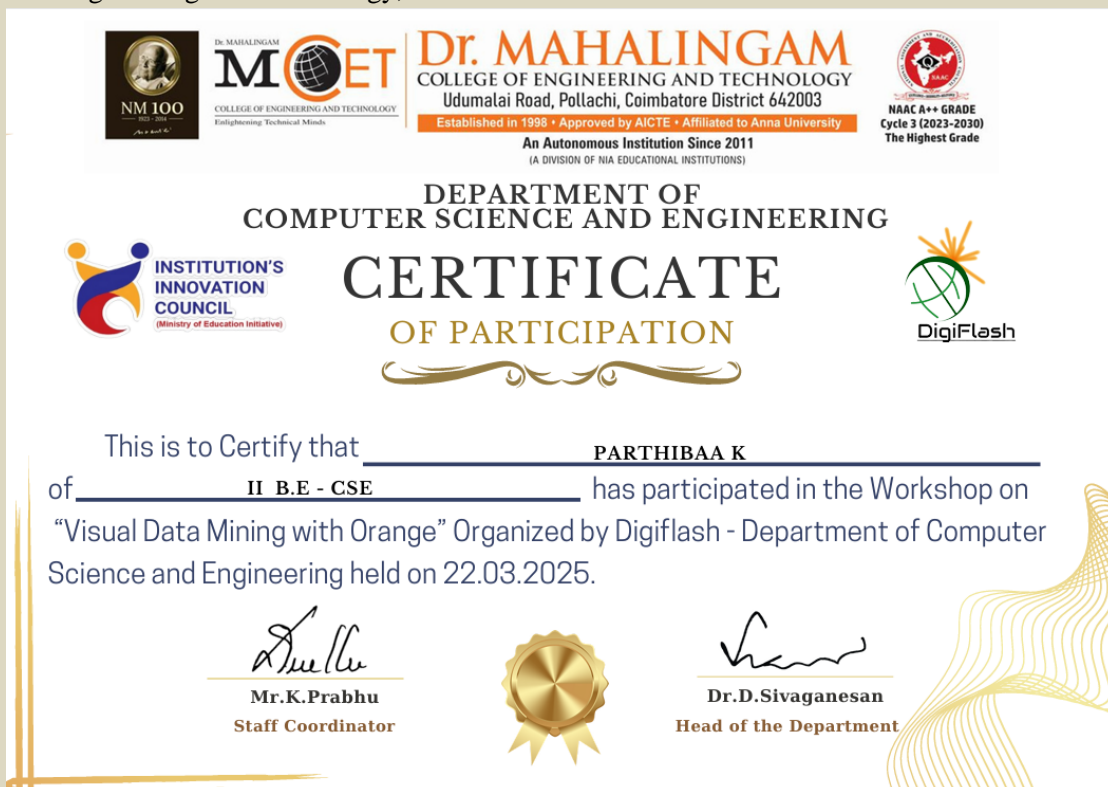 NM 100
1923 - 2014
Dr. MAHALINGAM
MCET
COLLEGE OF ENGINEERING AND TECHNOLOGY
Enlightening Technical Minds
Dr. MAHALINGAM
COLLEGE OF ENGINEERING AND TECHNOLOGY
Udumalai Road, Pollachi, Coimbatore District 642003
Established in 1998 • Approved by AICTE • Affiliated to Anna University
An Autonomous Institution Since 2011
(A DIVISION OF NIA EDUCATIONAL INSTITUTIONS)
NAAC
NAAC A++ GRADE
Cycle 3 (2023-2030)
The Highest Grade
DEPARTMENT OF
COMPUTER SCIENCE AND ENGINEERING
INSTITUTION'S
INNOVATION
COUNCIL
(Ministry of Education Initiative)
CERTIFICATE
OF PARTICIPATION
DigiFlash
This is to Certify that PARTHIBAA K
of II B.E - CSE has participated in the Workshop on
“Visual Data Mining with Orange” Organized by Digiflash - Department of Computer
Science and Engineering held on 22.03.2025.
Mr.K.Prabhu
Staff Coordinator
Dr.D.Sivaganesan
Head of the Department